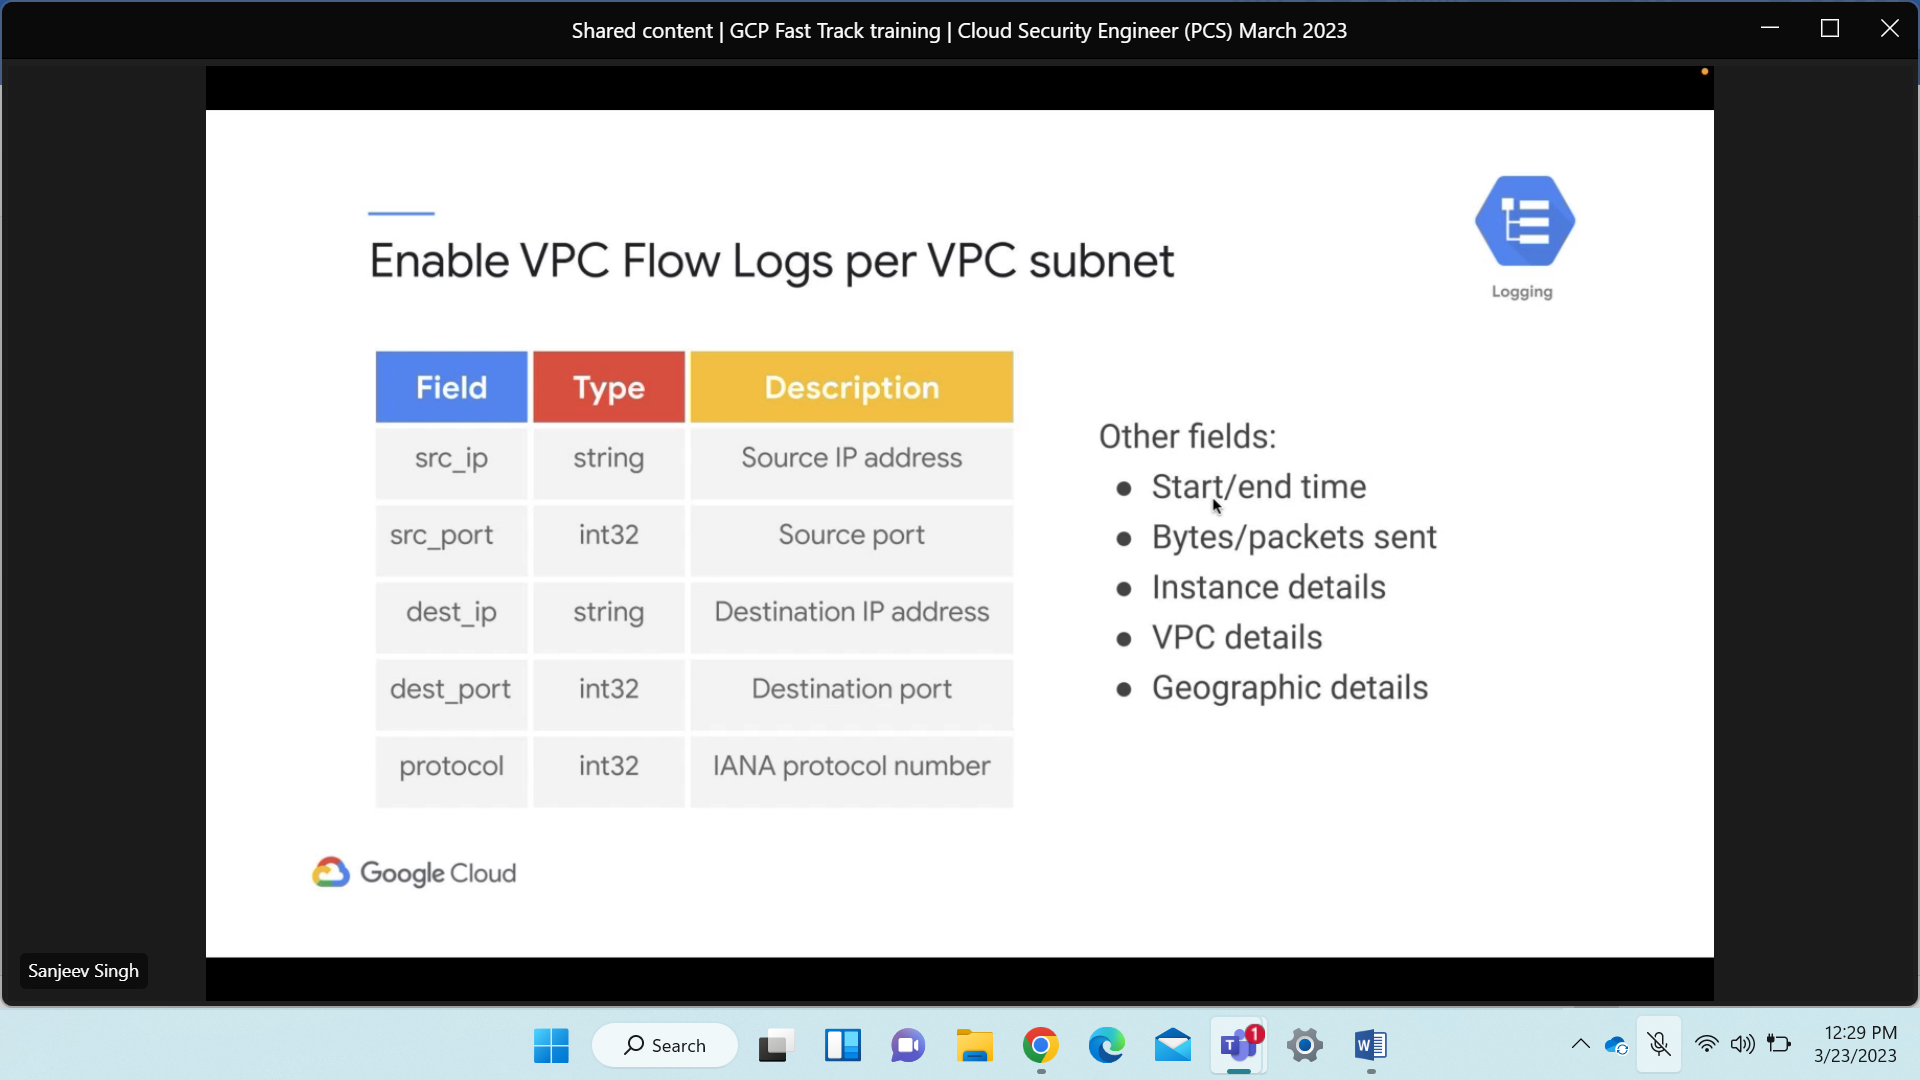 Shared content | GCP Fast Track training | Cloud Security Engineer (PCS) March 2023
Enable VPC Flow Logs per VPC subnet
Logging
Field Type Description
src_ip string Source IP address
src_port int32 Source port
dest_ip string Destination IP address
dest_port int32 Destination port
protocol int32 IANA protocol number
Other fields:
● Start/end time
● Bytes/packets sent
● Instance details
● VPC details
● Geographic details
Google Cloud
Sanjeev Singh
Search
T
1
W
12:29 PM
3/23/2023